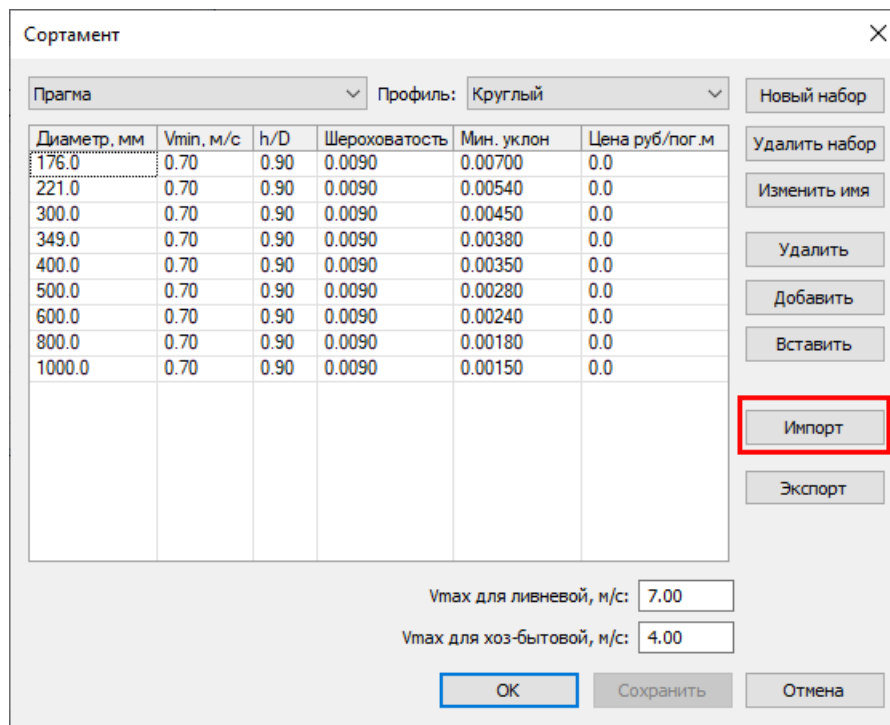 Сортамент
Прагма Профиль: Круглый Новый набор
Удалить набор
Изменить имя
Удалить
Добавить
Вставить
Импорт
Экспорт
Диаметр, мм Vmin, м/с h/D Шероховатость Мин. уклон Цена руб/пог.м
176.0 0.70 0.90 0.0090 0.00700 0.0
221.0 0.70 0.90 0.0090 0.00540 0.0
300.0 0.70 0.90 0.0090 0.00450 0.0
349.0 0.70 0.90 0.0090 0.00380 0.0
400.0 0.70 0.90 0.0090 0.00350 0.0
500.0 0.70 0.90 0.0090 0.00280 0.0
600.0 0.70 0.90 0.0090 0.00240 0.0
800.0 0.70 0.90 0.0090 0.00180 0.0
1000.0 0.70 0.90 0.0090 0.00150 0.0
Vmax для ливневой, м/с: 7.00
Vmax для хоз-бытовой, м/с: 4.00
OK Сохранить Отмена